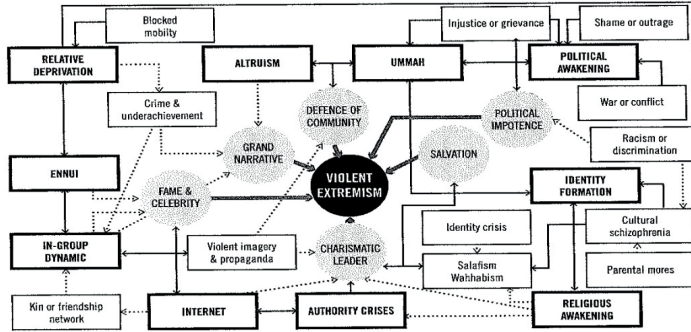 Blocked
mobilty
Injustice or grievance
Shame or outrage
RELATIVE
DEPRIVATION
ALTRUISM
UMMAH
POLITICAL
AWAKENING
Crime &
underachievement
DEFENCE OF
COMMUNITY
POLITICAL
IMPOTENCE
War or conflict
GRAND
NARRATIVE
SALVATION
Racism or
discrimination
ENNUI
VIOLENT
EXTREMISM
FAME &
CELEBRITY
IDENTITY
FORMATION
IN-GROUP
DYNAMIC
Violent imagery
& propaganda
CHARISMATIC
LEADER
Identity crisis
Cultural
schizophrenia
Salafism
Wahhabism
Parental mores
Kin or friendship
network
INTERNET
AUTHORITY CRISES
RELIGIOUS
AWAKENING